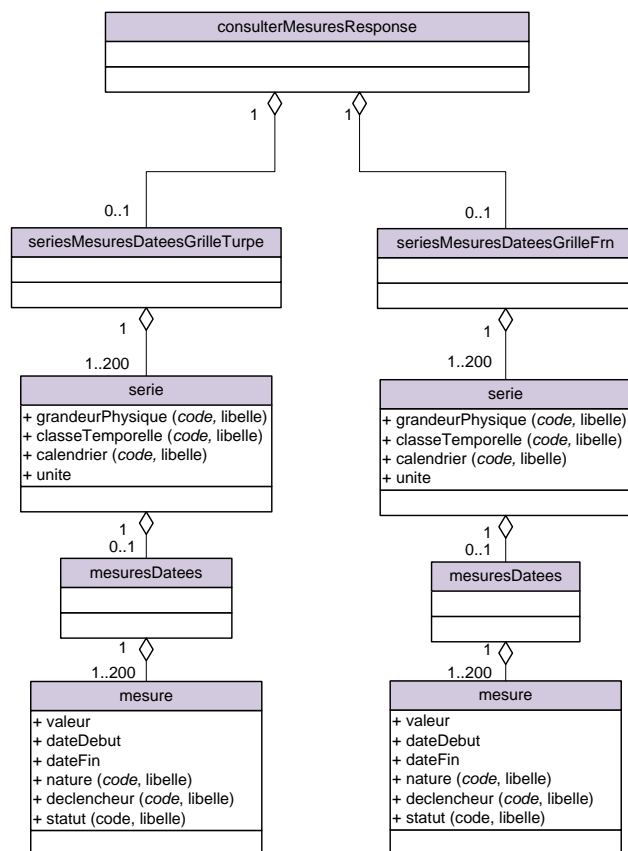 consulterMesuresResponse
1
1
0..1
0..1
seriesMesuresDateesGrilleTurpe
seriesMesuresDateesGrilleFrn
1
1
1..200
1..200
serie
+ grandeurPhysique (code, libelle)
+ classeTemporelle (code, libelle)
+ calendrier (code, libelle)
+ unite
serie
+ grandeurPhysique (code, libelle)
+ classeTemporelle (code, libelle)
+ calendrier (code, libelle)
+ unite
1
1
0..1
0..1
mesuresDatees
mesuresDatees
1
1
1..200
1..200
mesure
+ valeur
+ dateDebut
+ dateFin
+ nature (code, libelle)
+ declencheur (code, libelle)
+ statut (code, libelle)
mesure
+ valeur
+ dateDebut
+ dateFin
+ nature (code, libelle)
+ declencheur (code, libelle)
+ statut (code, libelle)